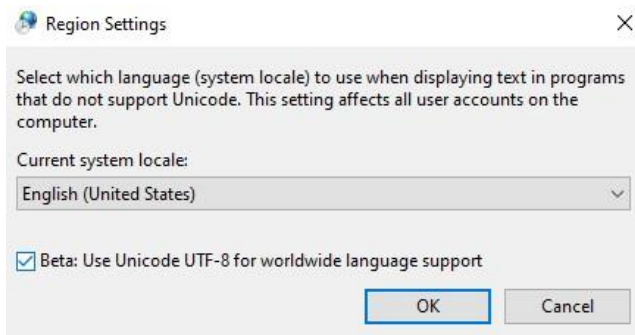 Region Settings
Select which language (system locale) to use when displaying text in programs
that do not support Unicode. This setting affects all user accounts on the
computer.
Current system locale:
English (United States)
Beta: Use Unicode UTF-8 for worldwide language support
OK Cancel